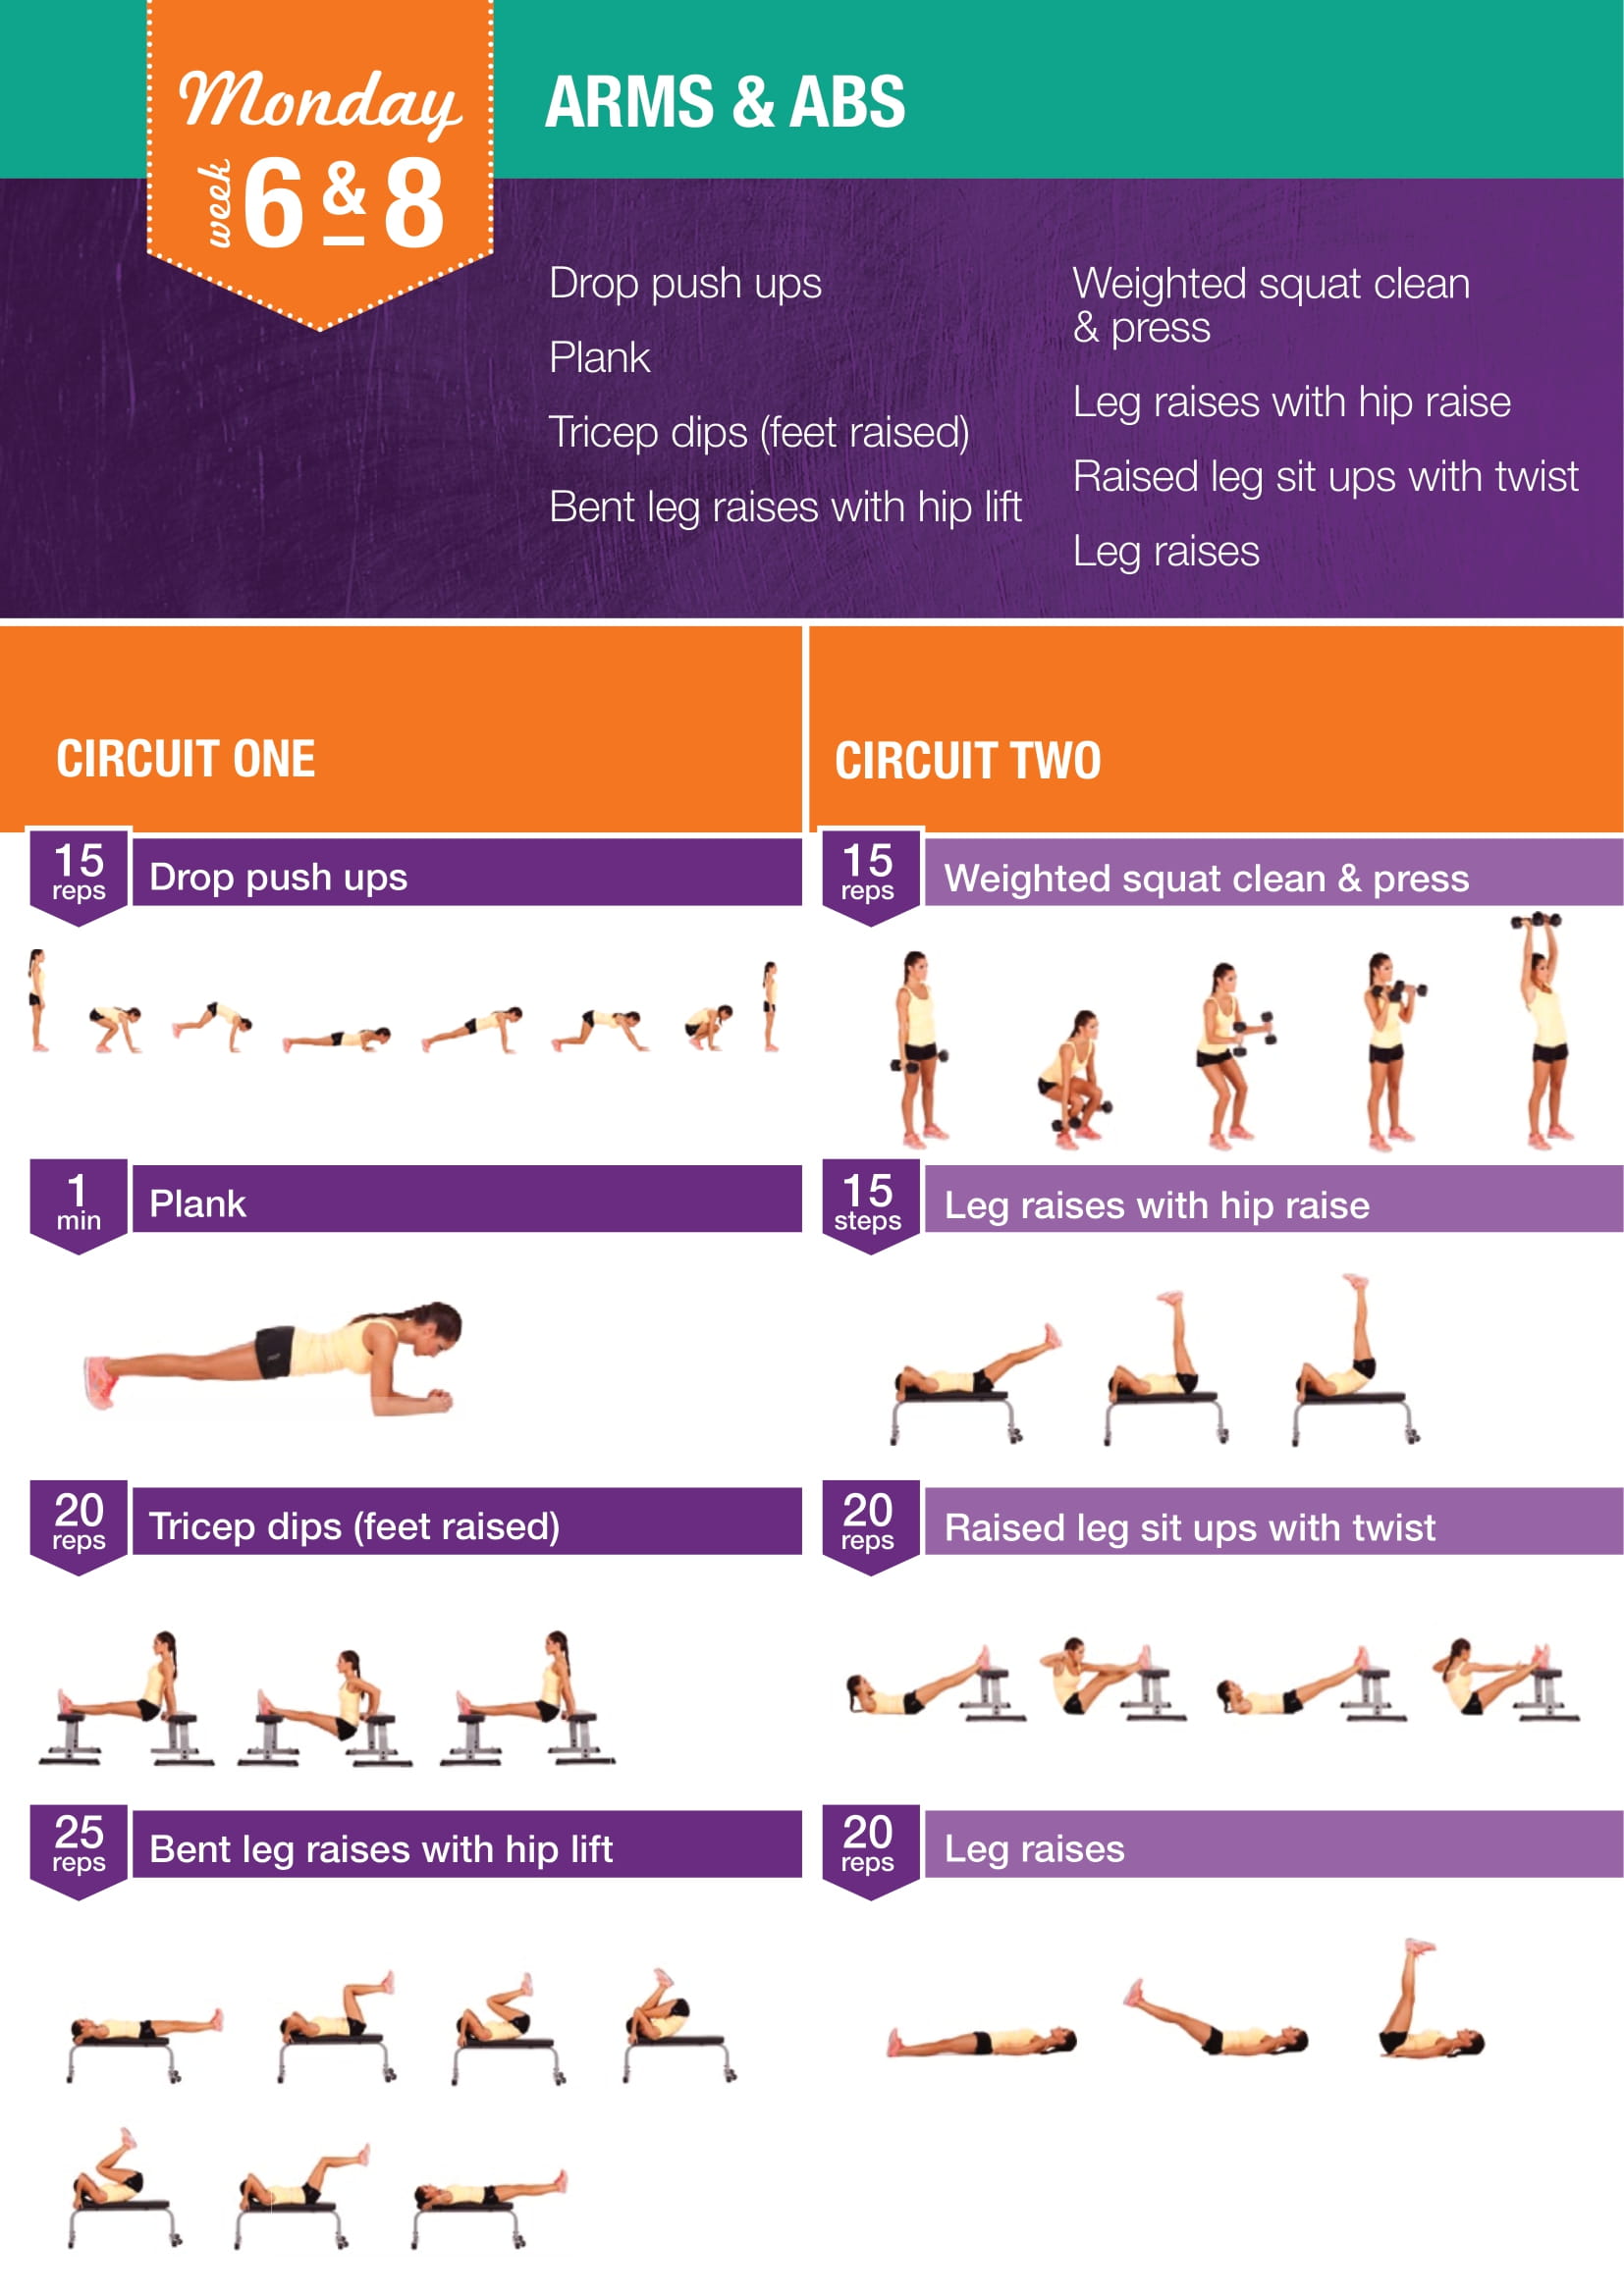 Monday
week 6 & 8
ARMS & ABS
Drop push ups
Plank
Tricep dips (feet raised)
Bent leg raises with hip lift
Weighted squat clean
& press
Leg raises with hip raise
Raised leg sit ups with twist
Leg raises
CIRCUIT ONE
15
reps
Drop push ups
1
min
Plank
20
reps
Tricep dips (feet raised)
25
reps
Bent leg raises with hip lift
CIRCUIT TWO
15
reps
Weighted squat clean & press
15
steps
Leg raises with hip raise
20
reps
Raised leg sit ups with twist
20
reps
Leg raises